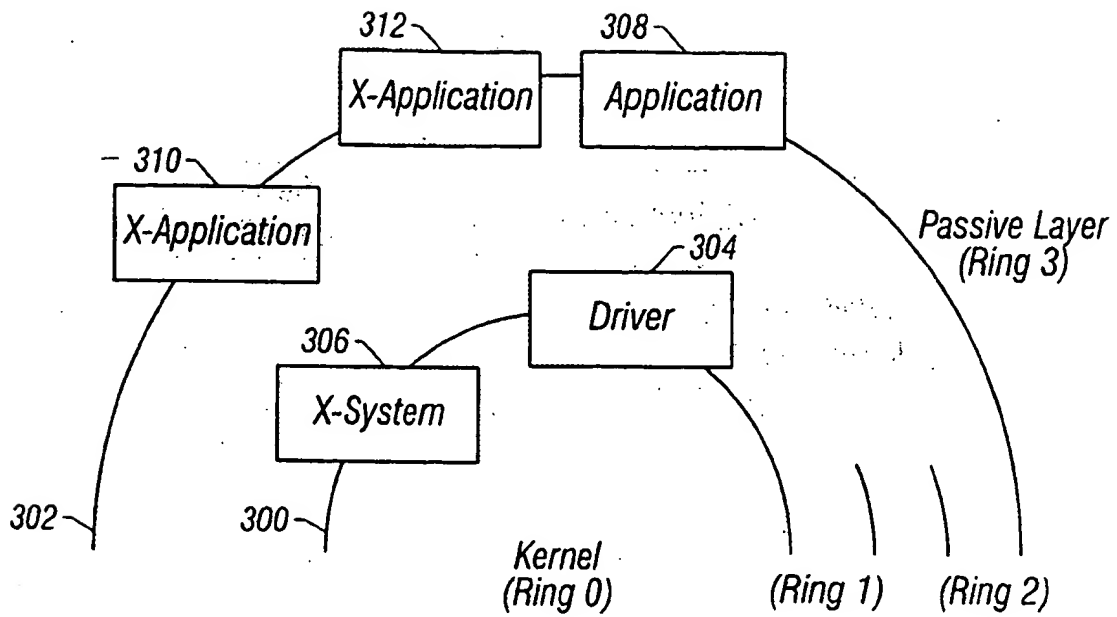 312
308
X-Application
Application
310
X-Application
Passive Layer
(Ring 3)
304
Driver
306
X-System
302
300
Kernel
(Ring 0)
(Ring 1)
(Ring 2)